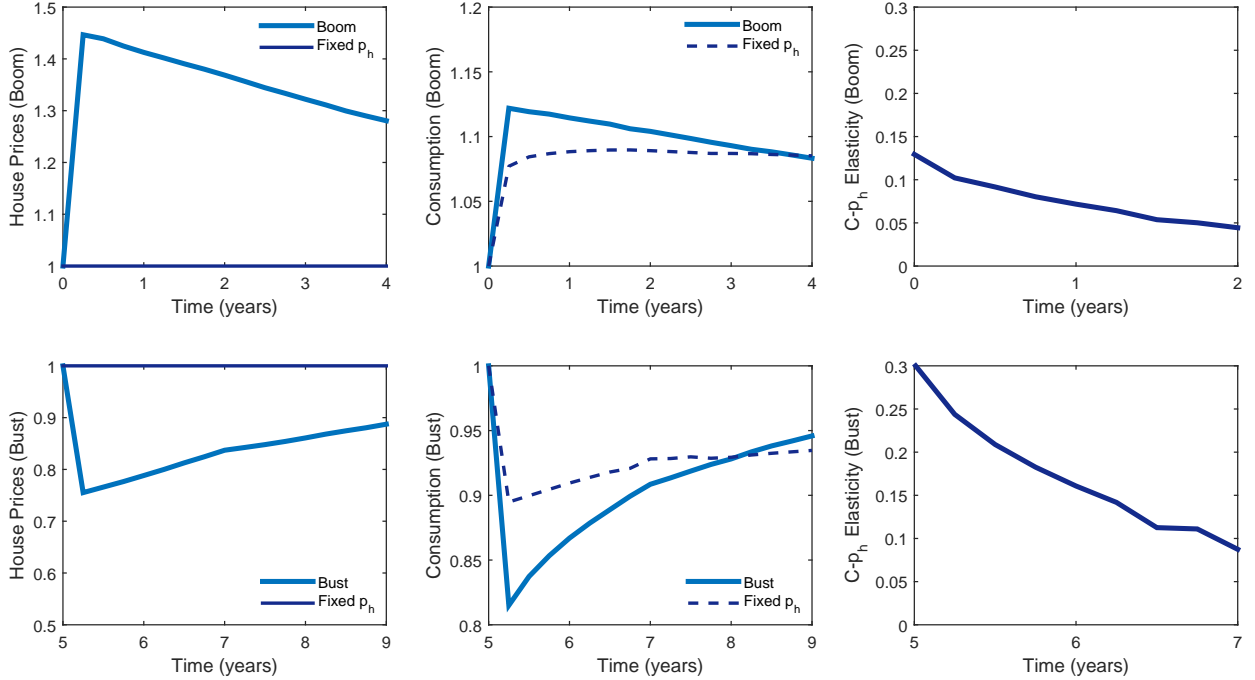 House Prices (Boom)
1.5
1.4
1.3
1.2
1.1
1
0 1 2 3 4
Time (years)
Boom
Fixed p_h
Consumption (Boom)
1.2
1.15
1.1
1.05
1
0 1 2 3 4
Time (years)
Boom
Fixed p_h
C-p_h Elasticity (Boom)
0.3
0.25
0.2
0.15
0.1
0.05
0
0 1 2
Time (years)
House Prices (Bust)
1
0.9
0.8
0.7
0.6
0.5
5 6 7 8 9
Time (years)
Bust
Fixed p_h
Consumption (Bust)
1
0.95
0.9
0.85
0.8
5 6 7 8 9
Time (years)
Bust
Fixed p_h
C-p_h Elasticity (Bust)
0.3
0.25
0.2
0.15
0.1
0.05
0
5 6 7
Time (years)